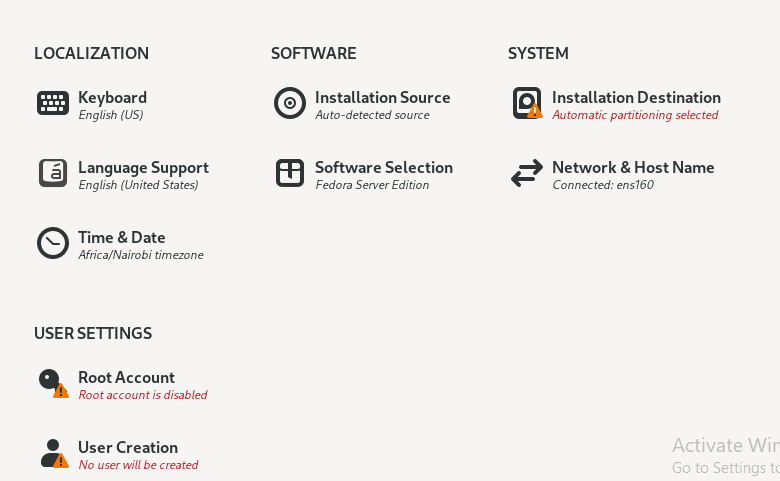 LOCALIZATION
Keyboard
English (US)
Language Support
English (United States)
Time & Date
Africa/Nairobi timezone
SOFTWARE
Installation Source
Auto-detected source
Software Selection
Fedora Server Edition
SYSTEM
Installation Destination
Automatic partitioning selected
Network & Host Name
Connected: ens160
USER SETTINGS
Root Account
Root account is disabled
User Creation
No user will be created
Activate Win
Go to Settings to